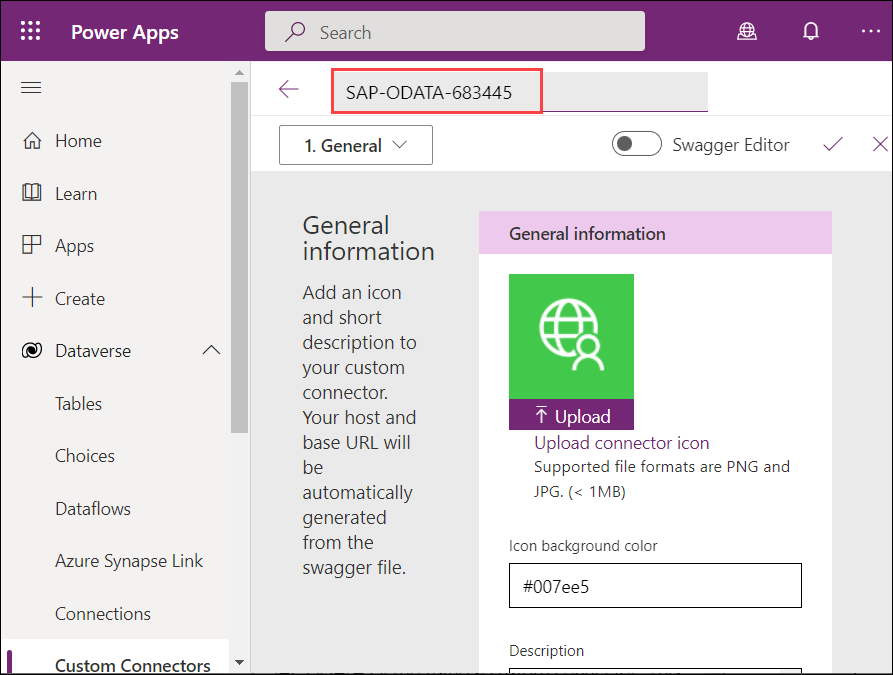 Power Apps
Search
SAP-ODATA-683445
1. General
Swagger Editor
Home
Learn
Apps
Create
Dataverse
Tables
Choices
Dataflows
Azure Synapse Link
Connections
Custom Connectors
General
information
Add an icon
and short
description to
your custom
connector.
Your host and
base URL will
be
automatically
generated
from the
swagger file.
General information
Upload
Upload connector icon
Supported file formats are PNG and
JPG. (< 1MB)
Icon background color
#007ee5
Description